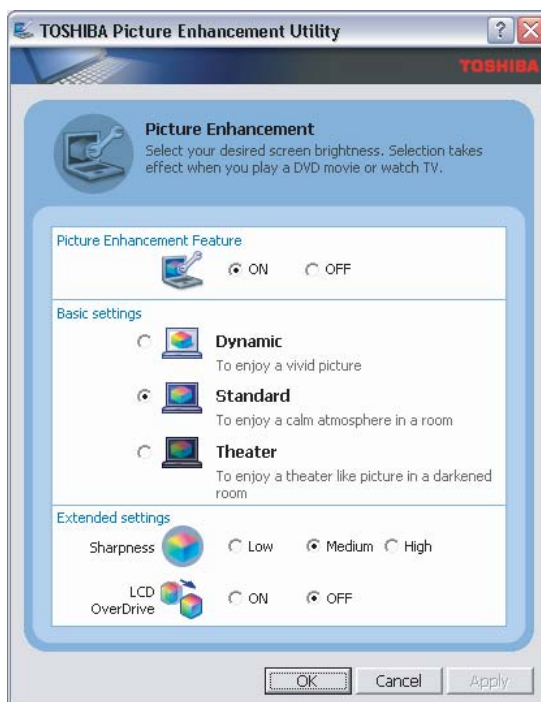 TOSHIBA Picture Enhancement Utility
TOSHIBA
Picture Enhancement
Select your desired screen brightness. Selection takes
effect when you play a DVD movie or watch TV.
Picture Enhancement Feature
ON OFF
Basic settings
Dynamic
To enjoy a vivid picture
Standard
To enjoy a calm atmosphere in a room
Theater
To enjoy a theater like picture in a darkened
room
Extended settings
Sharpness Low Medium High
LCD
OverDrive ON OFF
OK Cancel Apply